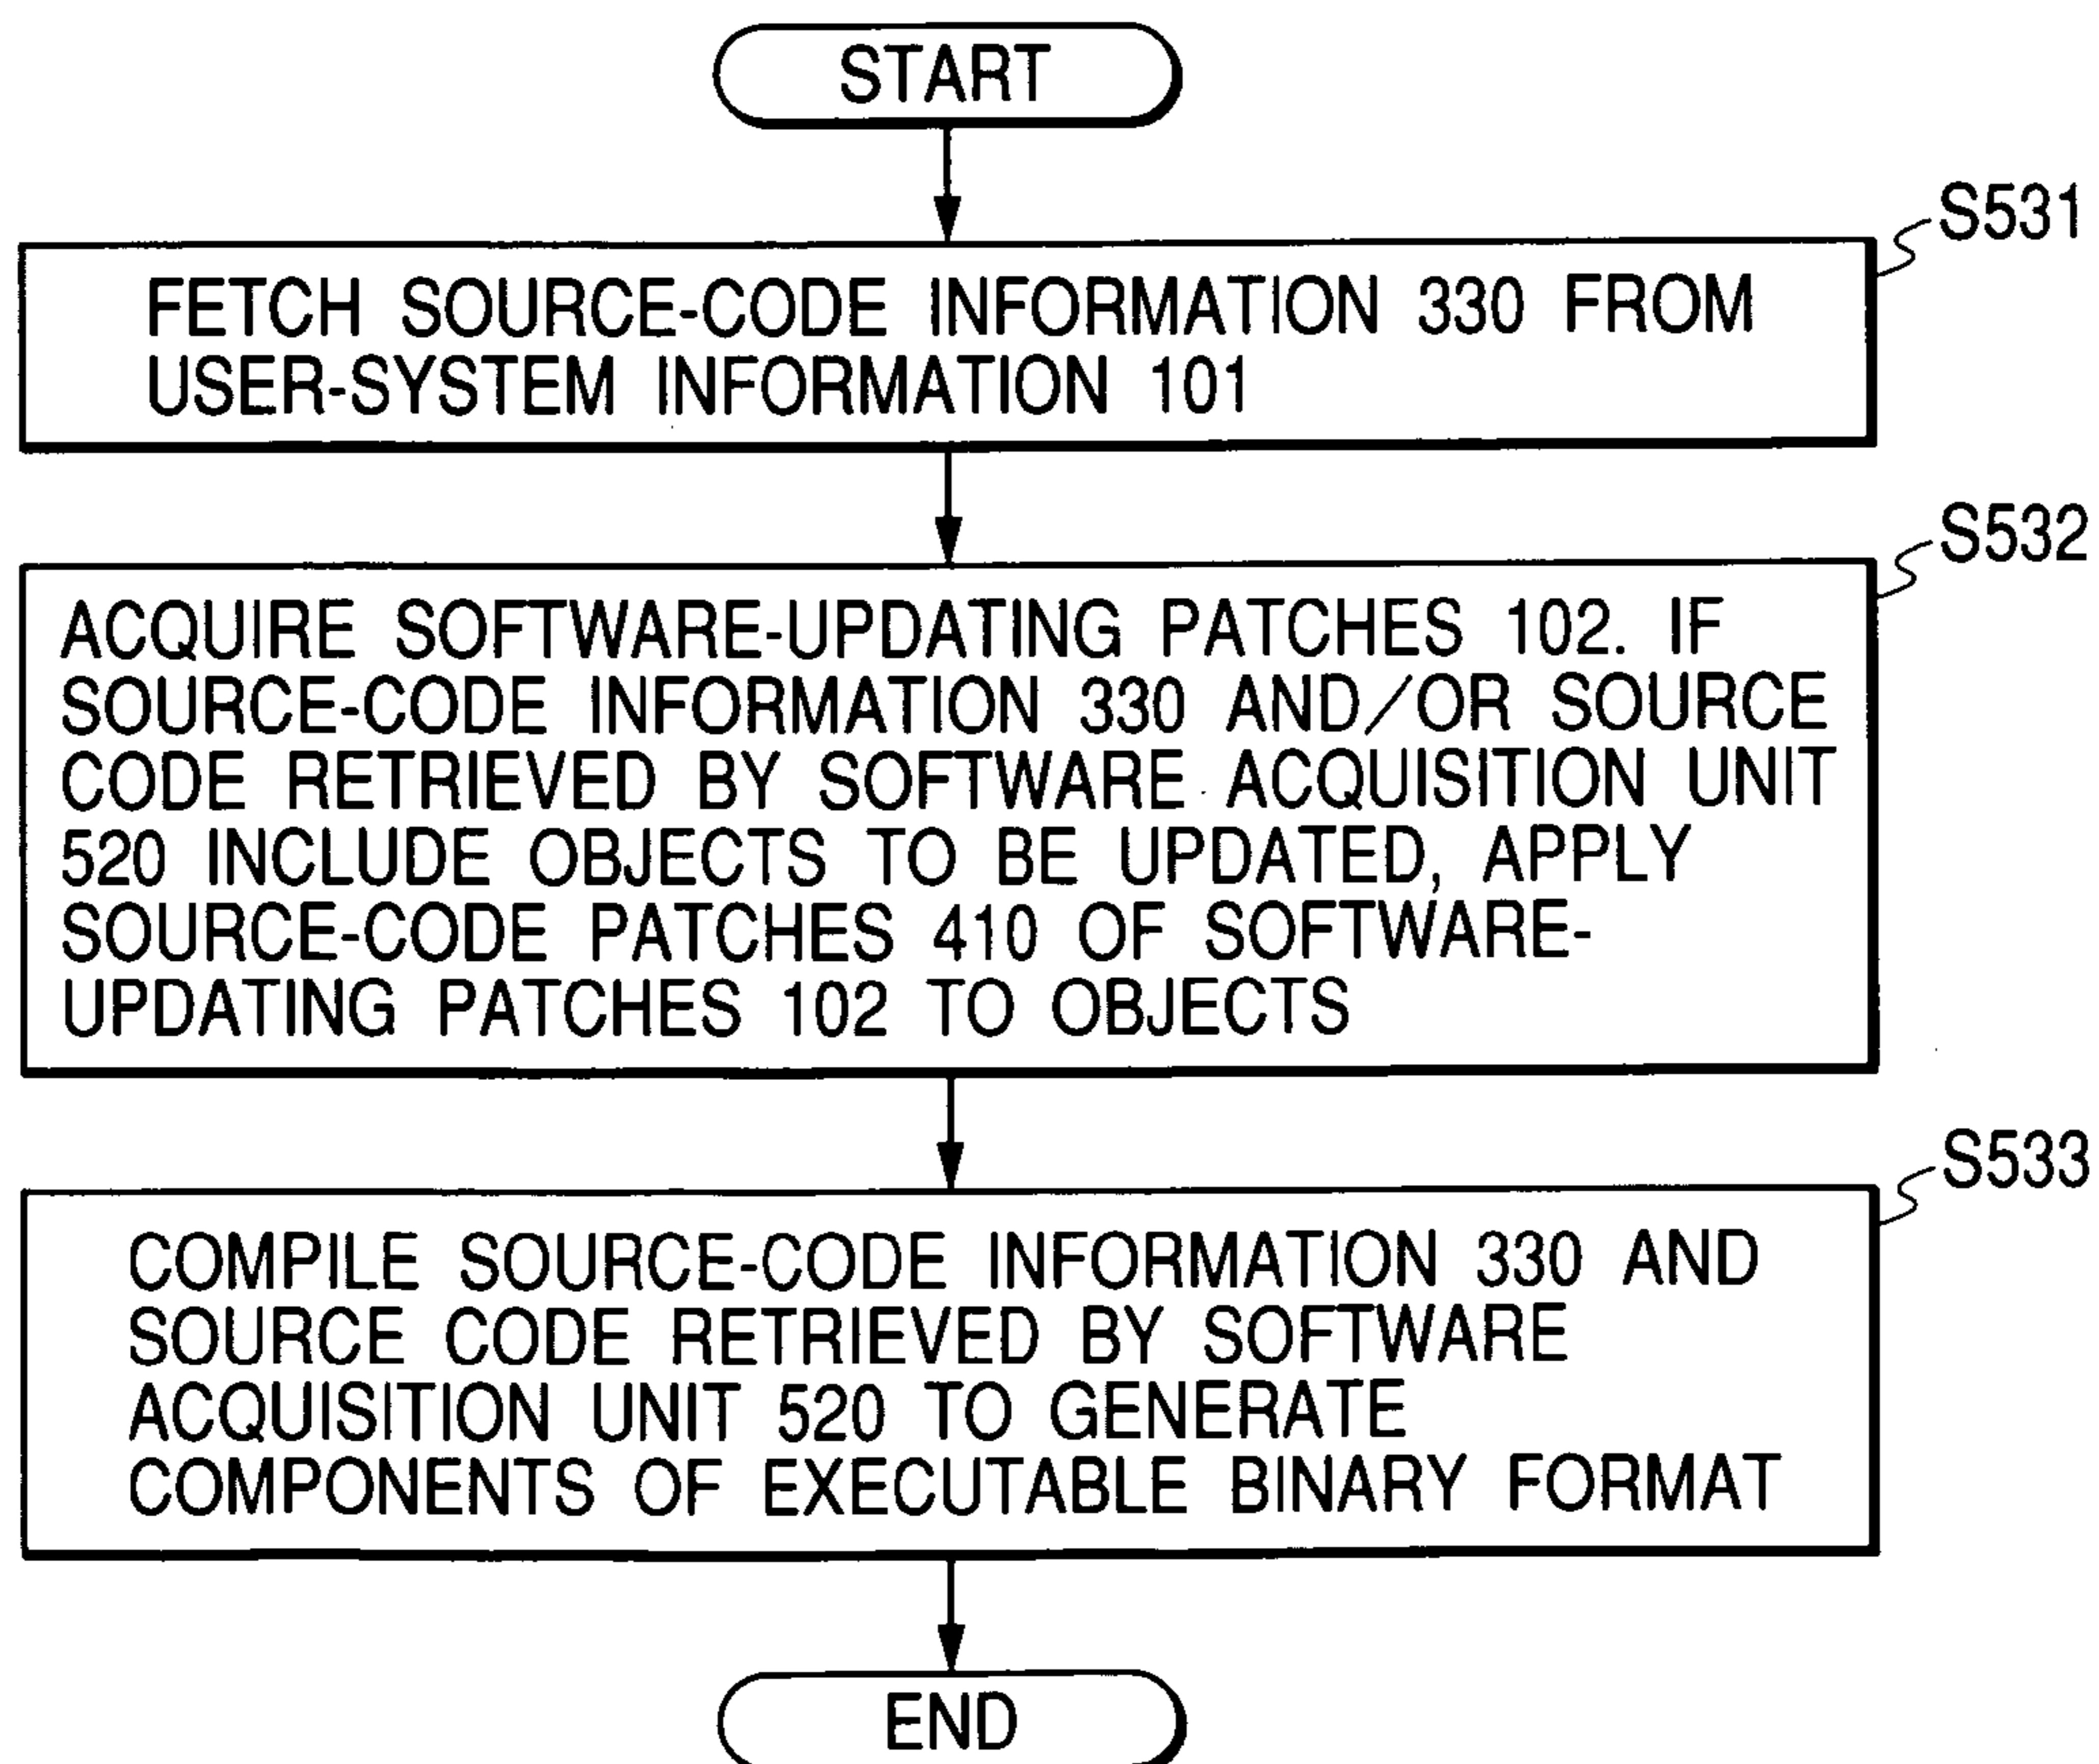 START
S531
FETCH SOURCE-CODE INFORMATION 330 FROM
USER-SYSTEM INFORMATION 101
S532
ACQUIRE SOFTWARE-UPDATING PATCHES 102. IF
SOURCE-CODE INFORMATION 330 AND/OR SOURCE
CODE RETRIEVED BY SOFTWARE ACQUISITION UNIT
520 INCLUDE OBJECTS TO BE UPDATED, APPLY
SOURCE-CODE PATCHES 410 OF SOFTWARE-
UPDATING PATCHES 102 TO OBJECTS
S533
COMPILE SOURCE-CODE INFORMATION 330 AND
SOURCE CODE RETRIEVED BY SOFTWARE
ACQUISITION UNIT 520 TO GENERATE
COMPONENTS OF EXECUTABLE BINARY FORMAT
END